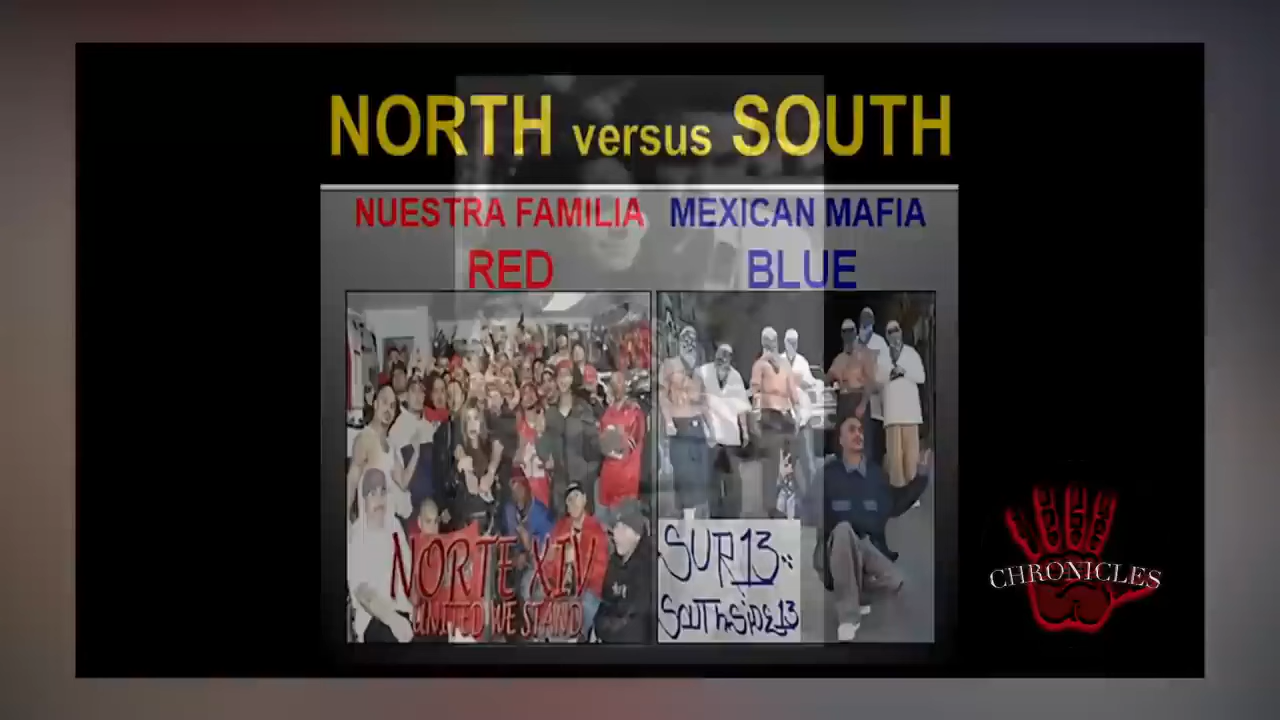 NORTH versus SOUTH
NUESTRA FAMILIA MEXICAN MAFIA
RED BLUE
NORTE XIV
UNITED WE STAND
SUR 13
SOUTHSIDE 13
CHRONICLES